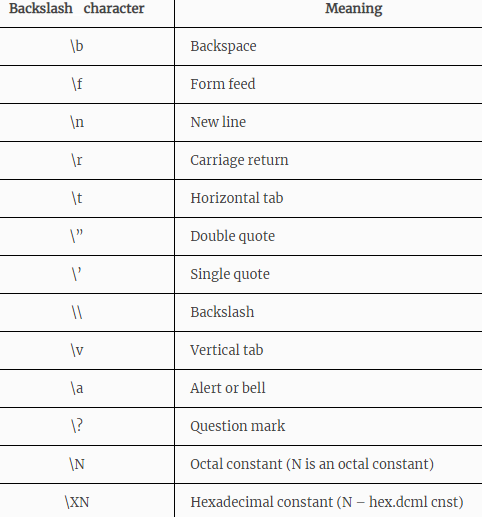 Backslash character Meaning
\b Backspace
\f Form feed
\n New line
\r Carriage return
\t Horizontal tab
\” Double quote
\’ Single quote
\\ Backslash
\v Vertical tab
\a Alert or bell
\? Question mark
\N Octal constant (N is an octal constant)
\XN Hexadecimal constant (N – hex.dcml cnst)